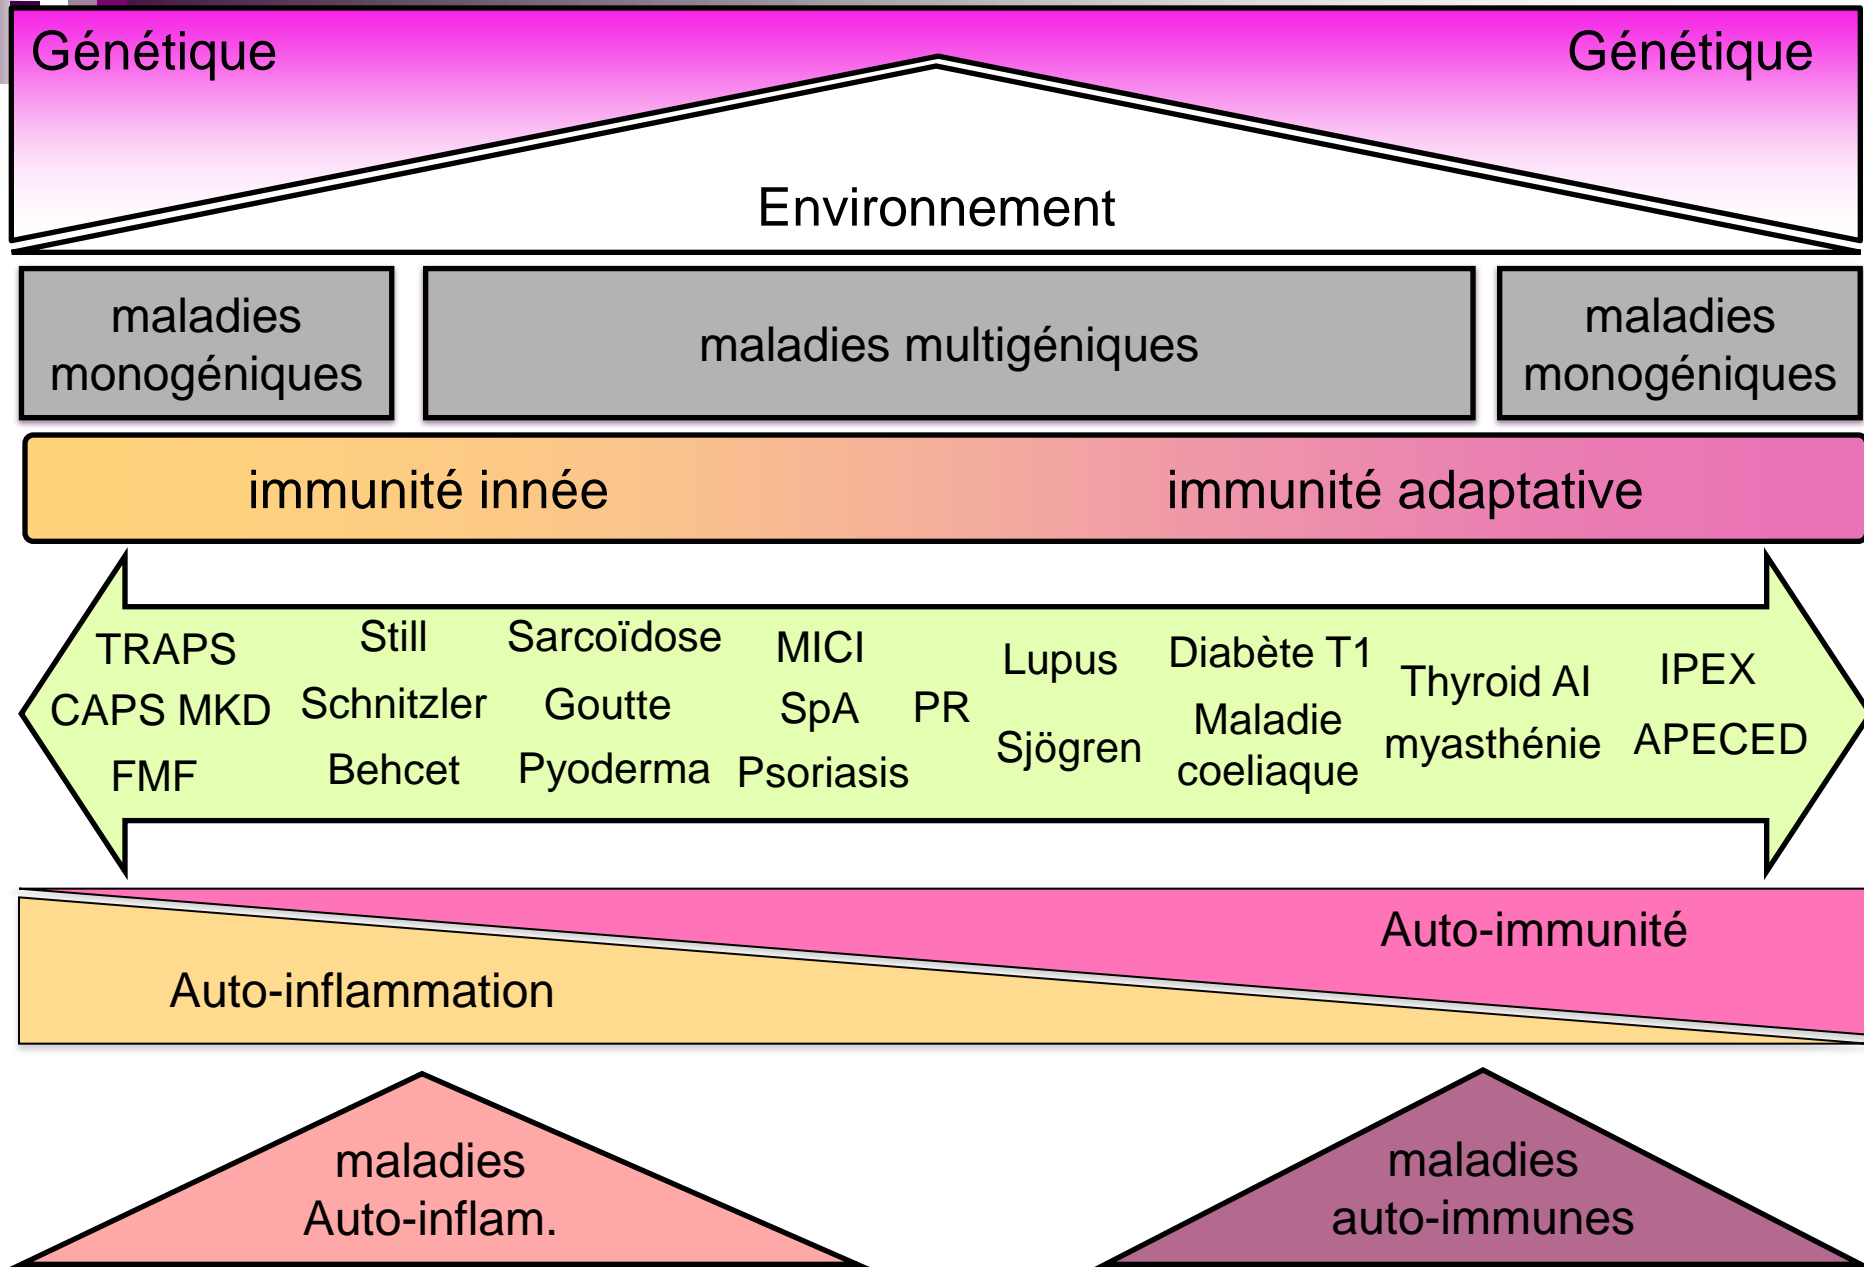 Génétique
Génétique
Environnement
maladies
monogéniques
maladies multigéniques
maladies
monogéniques
immunité innée
immunité adaptative
TRAPS
CAPS MKD
FMF
Still
Schnitzler
Behcet
Sarcoïdose
Goutte
Pyoderma
MICI
SpA
Psoriasis
PR
Lupus
Sjögren
Diabète T1
Maladie
coeliaque
Thyroid AI
myasthénie
IPEX
APECED
Auto-immunité
Auto-inflammation
maladies
Auto-inflam.
maladies
auto-immunes